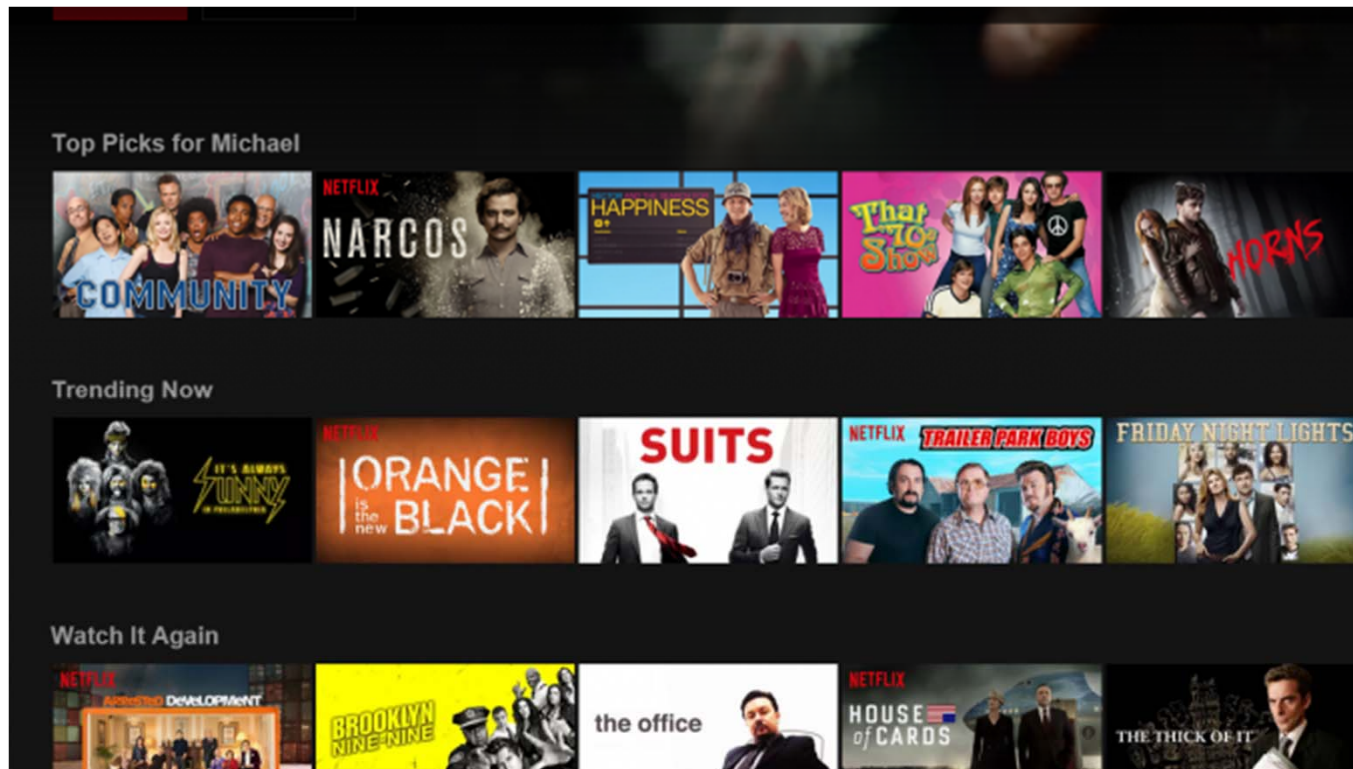 Top Picks for Michael
COMMUNITY
NETFLIX
NARCOS
HAPPINESS
That
'70s
Show
HORNS
Trending Now
IT'S ALWAYS
SUNNY
IN PHILADELPHIA
NETFLIX
ORANGE
is
the
new BLACK
SUITS
NETFLIX
TRAILER PARK BOYS
FRIDAY NIGHT LIGHTS
Watch It Again
NETFLIX
ARRESTED DEVELOPMENT
BROOKLYN
NINE-NINE
the office
NETFLIX
HOUSE
of CARDS
THE THICK OF IT